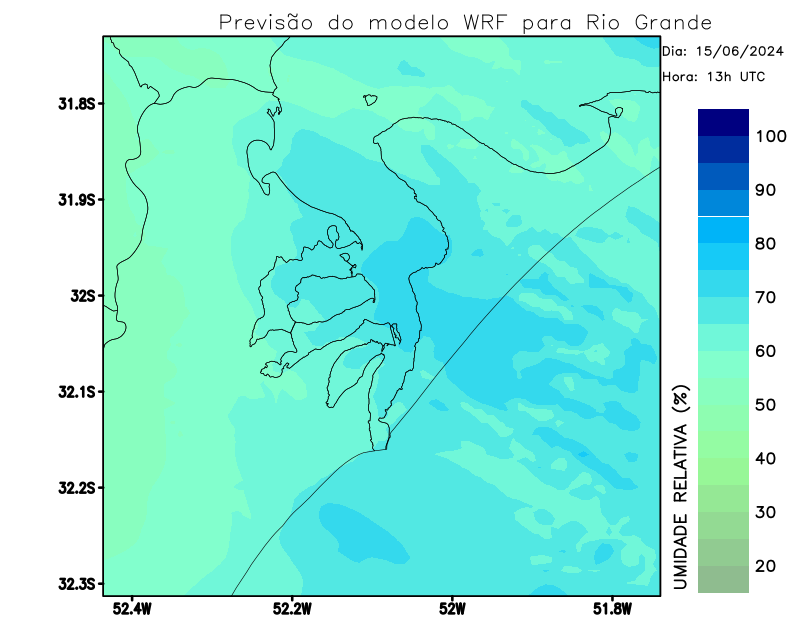 Previsão do modelo WRF para Rio Grande
Dia: 15/06/2024
Hora: 13h UTC
31.8S
31.9S
32S
32.1S
32.2S
32.3S
52.4W
52.2W
52W
51.8W
100
90
80
70
60
50
40
30
20
UMIDADE RELATIVA (%)